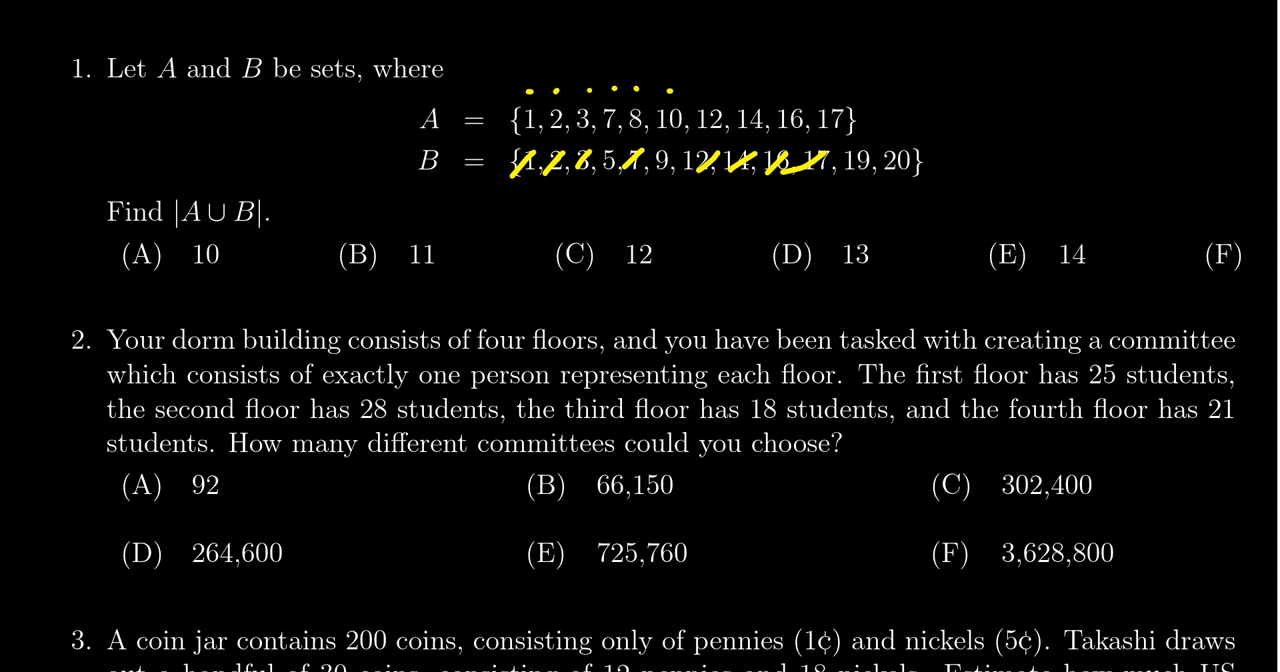 1. Let A and B be sets, where
A = {1, 2, 3, 7, 8, 10, 12, 14, 16, 17}
B = {1, 2, 3, 5, 7, 9, 12, 14, 16, 17, 19, 20}
Find |A ∪ B|.
(A) 10 (B) 11 (C) 12 (D) 13 (E) 14 (F)
2. Your dorm building consists of four floors, and you have been tasked with creating a committee
which consists of exactly one person representing each floor. The first floor has 25 students,
the second floor has 28 students, the third floor has 18 students, and the fourth floor has 21
students. How many different committees could you choose?
(A) 92 (B) 66,150 (C) 302,400
(D) 264,600 (E) 725,760 (F) 3,628,800
3. A coin jar contains 200 coins, consisting only of pennies (1¢) and nickels (5¢). Takashi draws